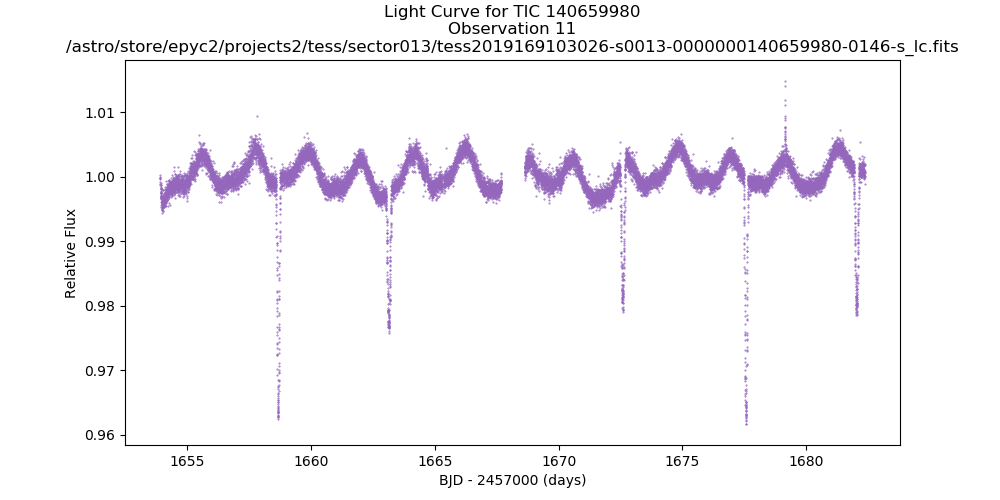 Light Curve for TIC 140659980
Observation 11
/astro/store/epyc2/projects2/tess/sector013/tess2019169103026-s0013-0000000140659980-0146-s_lc.fits
1.01
1.00
0.99
0.98
0.97
0.96
Relative Flux
1655
1660
1665
1670
1675
1680
BJD - 2457000 (days)